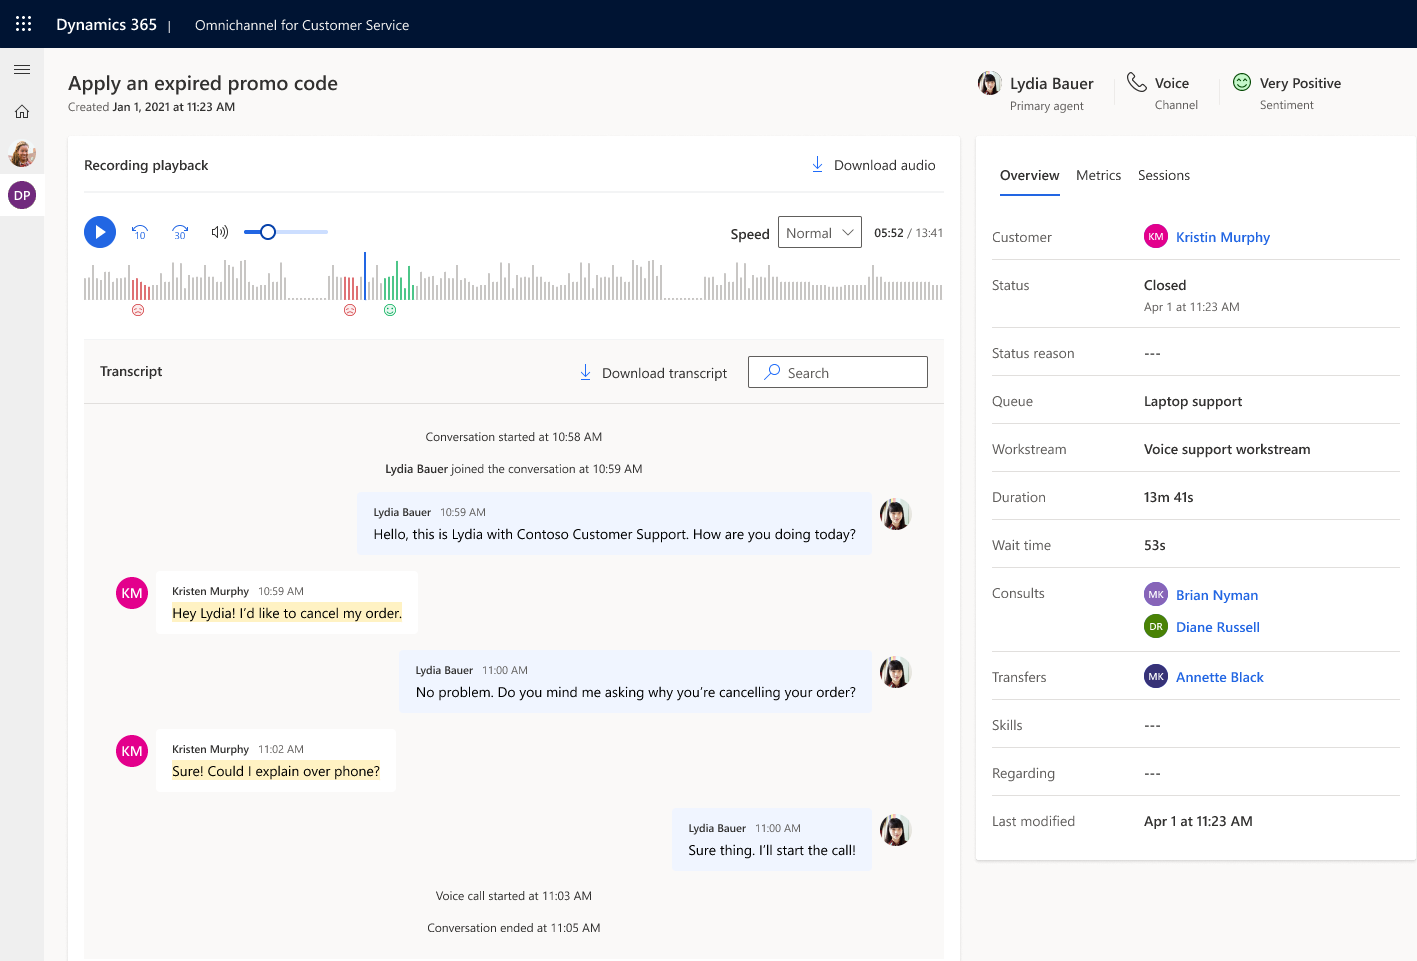 Dynamics 365 | Omnichannel for Customer Service
Apply an expired promo code
Created Jan 1, 2021 at 11:23 AM
Lydia Bauer
Primary agent
Voice
Channel
Very Positive
Sentiment
DP
Recording playback
Download audio
10
30
Speed
Normal
05:52 / 13:41
Transcript
Download transcript
Search
Conversation started at 10:58 AM
Lydia Bauer joined the conversation at 10:59 AM
Lydia Bauer 10:59 AM
Hello, this is Lydia with Contoso Customer Support. How are you doing today?
KM
Kristen Murphy 10:59 AM
Hey Lydia! I'd like to cancel my order.
Lydia Bauer 11:00 AM
No problem. Do you mind me asking why you're cancelling your order?
KM
Kristen Murphy 11:02 AM
Sure! Could I explain over phone?
Lydia Bauer 11:00 AM
Sure thing. I'll start the call!
Voice call started at 11:03 AM
Conversation ended at 11:05 AM
Overview Metrics Sessions
Customer KM Kristin Murphy
Status Closed
Apr 1 at 11:23 AM
Status reason ---
Queue Laptop support
Workstream Voice support workstream
Duration 13m 41s
Wait time 53s
Consults MK Brian Nyman
DR Diane Russell
Transfers MK Annette Black
Skills ---
Regarding ---
Last modified Apr 1 at 11:23 AM